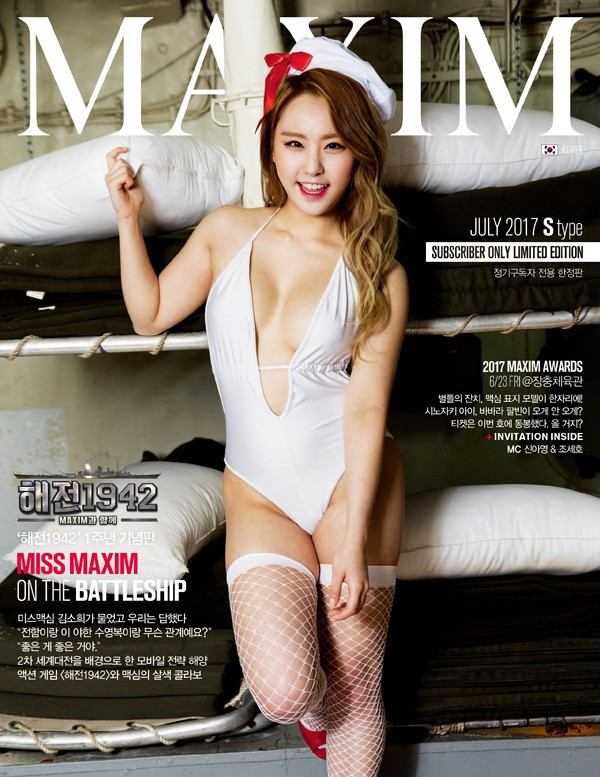 MAXIM
KOREA
JULY 2017 S type
SUBSCRIBER ONLY LIMITED EDITION
정기구독자 전용 한정판
2017 MAXIM AWARDS
6/23 FRI @장충체육관
별들의 잔치, 맥심 표지 모델이 한자리에!
시노자키 아이, 바바라 팔빈이 오게 안 오게?
티켓은 이번 호에 동봉했다. 올 거지?
+ INVITATION INSIDE
MC 신아영 & 조세호
해전1942
MAXIM과 함께
'해전1942' 1주년 기념판
MISS MAXIM
ON THE BATTLESHIP
미스맥심 김소희가 물었고 우리는 답했다
"전함이랑 이 야한 수영복이랑 무슨 관계예요?"
"좋은 게 좋은 거야."
2차 세계대전을 배경으로 한 모바일 전략 해양
액션 게임 〈해전1942〉와 맥심의 살색 콜라보